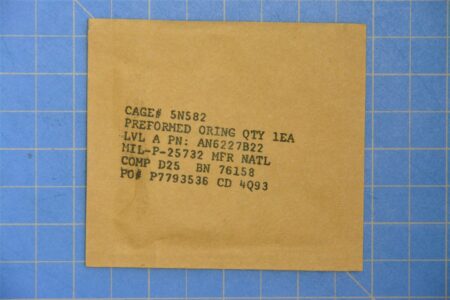 CAGE# 5N582
PREFORMED ORING QTY 1EA
LVL A PN: AN6227B22
MIL-P-25732 MFR NATL
COMP D25 BN 76158
PO# P7793536 CD 4Q93